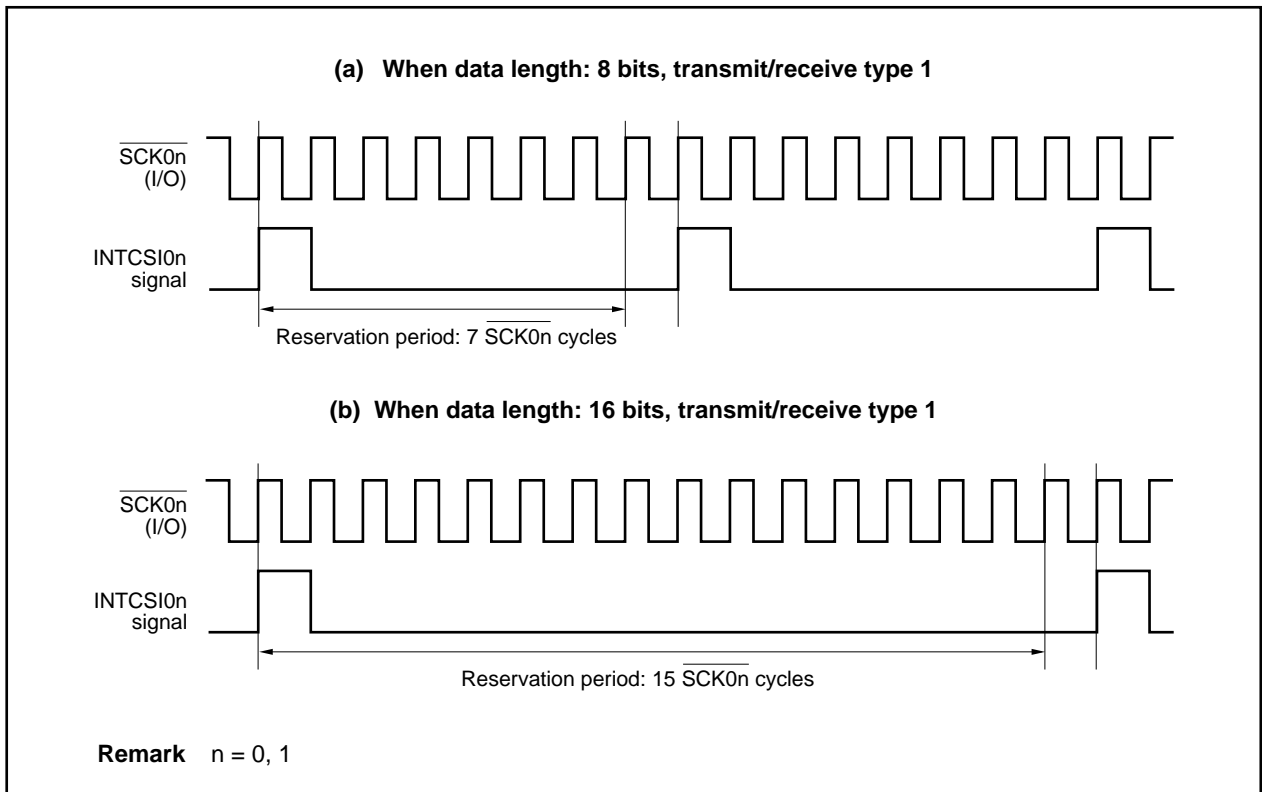 (a) When data length: 8 bits, transmit/receive type 1
SCK0n
(I/O)
INTCSI0n
signal
Reservation period: 7 SCK0n cycles
(b) When data length: 16 bits, transmit/receive type 1
SCK0n
(I/O)
INTCSI0n
signal
Reservation period: 15 SCK0n cycles
Remark n = 0, 1